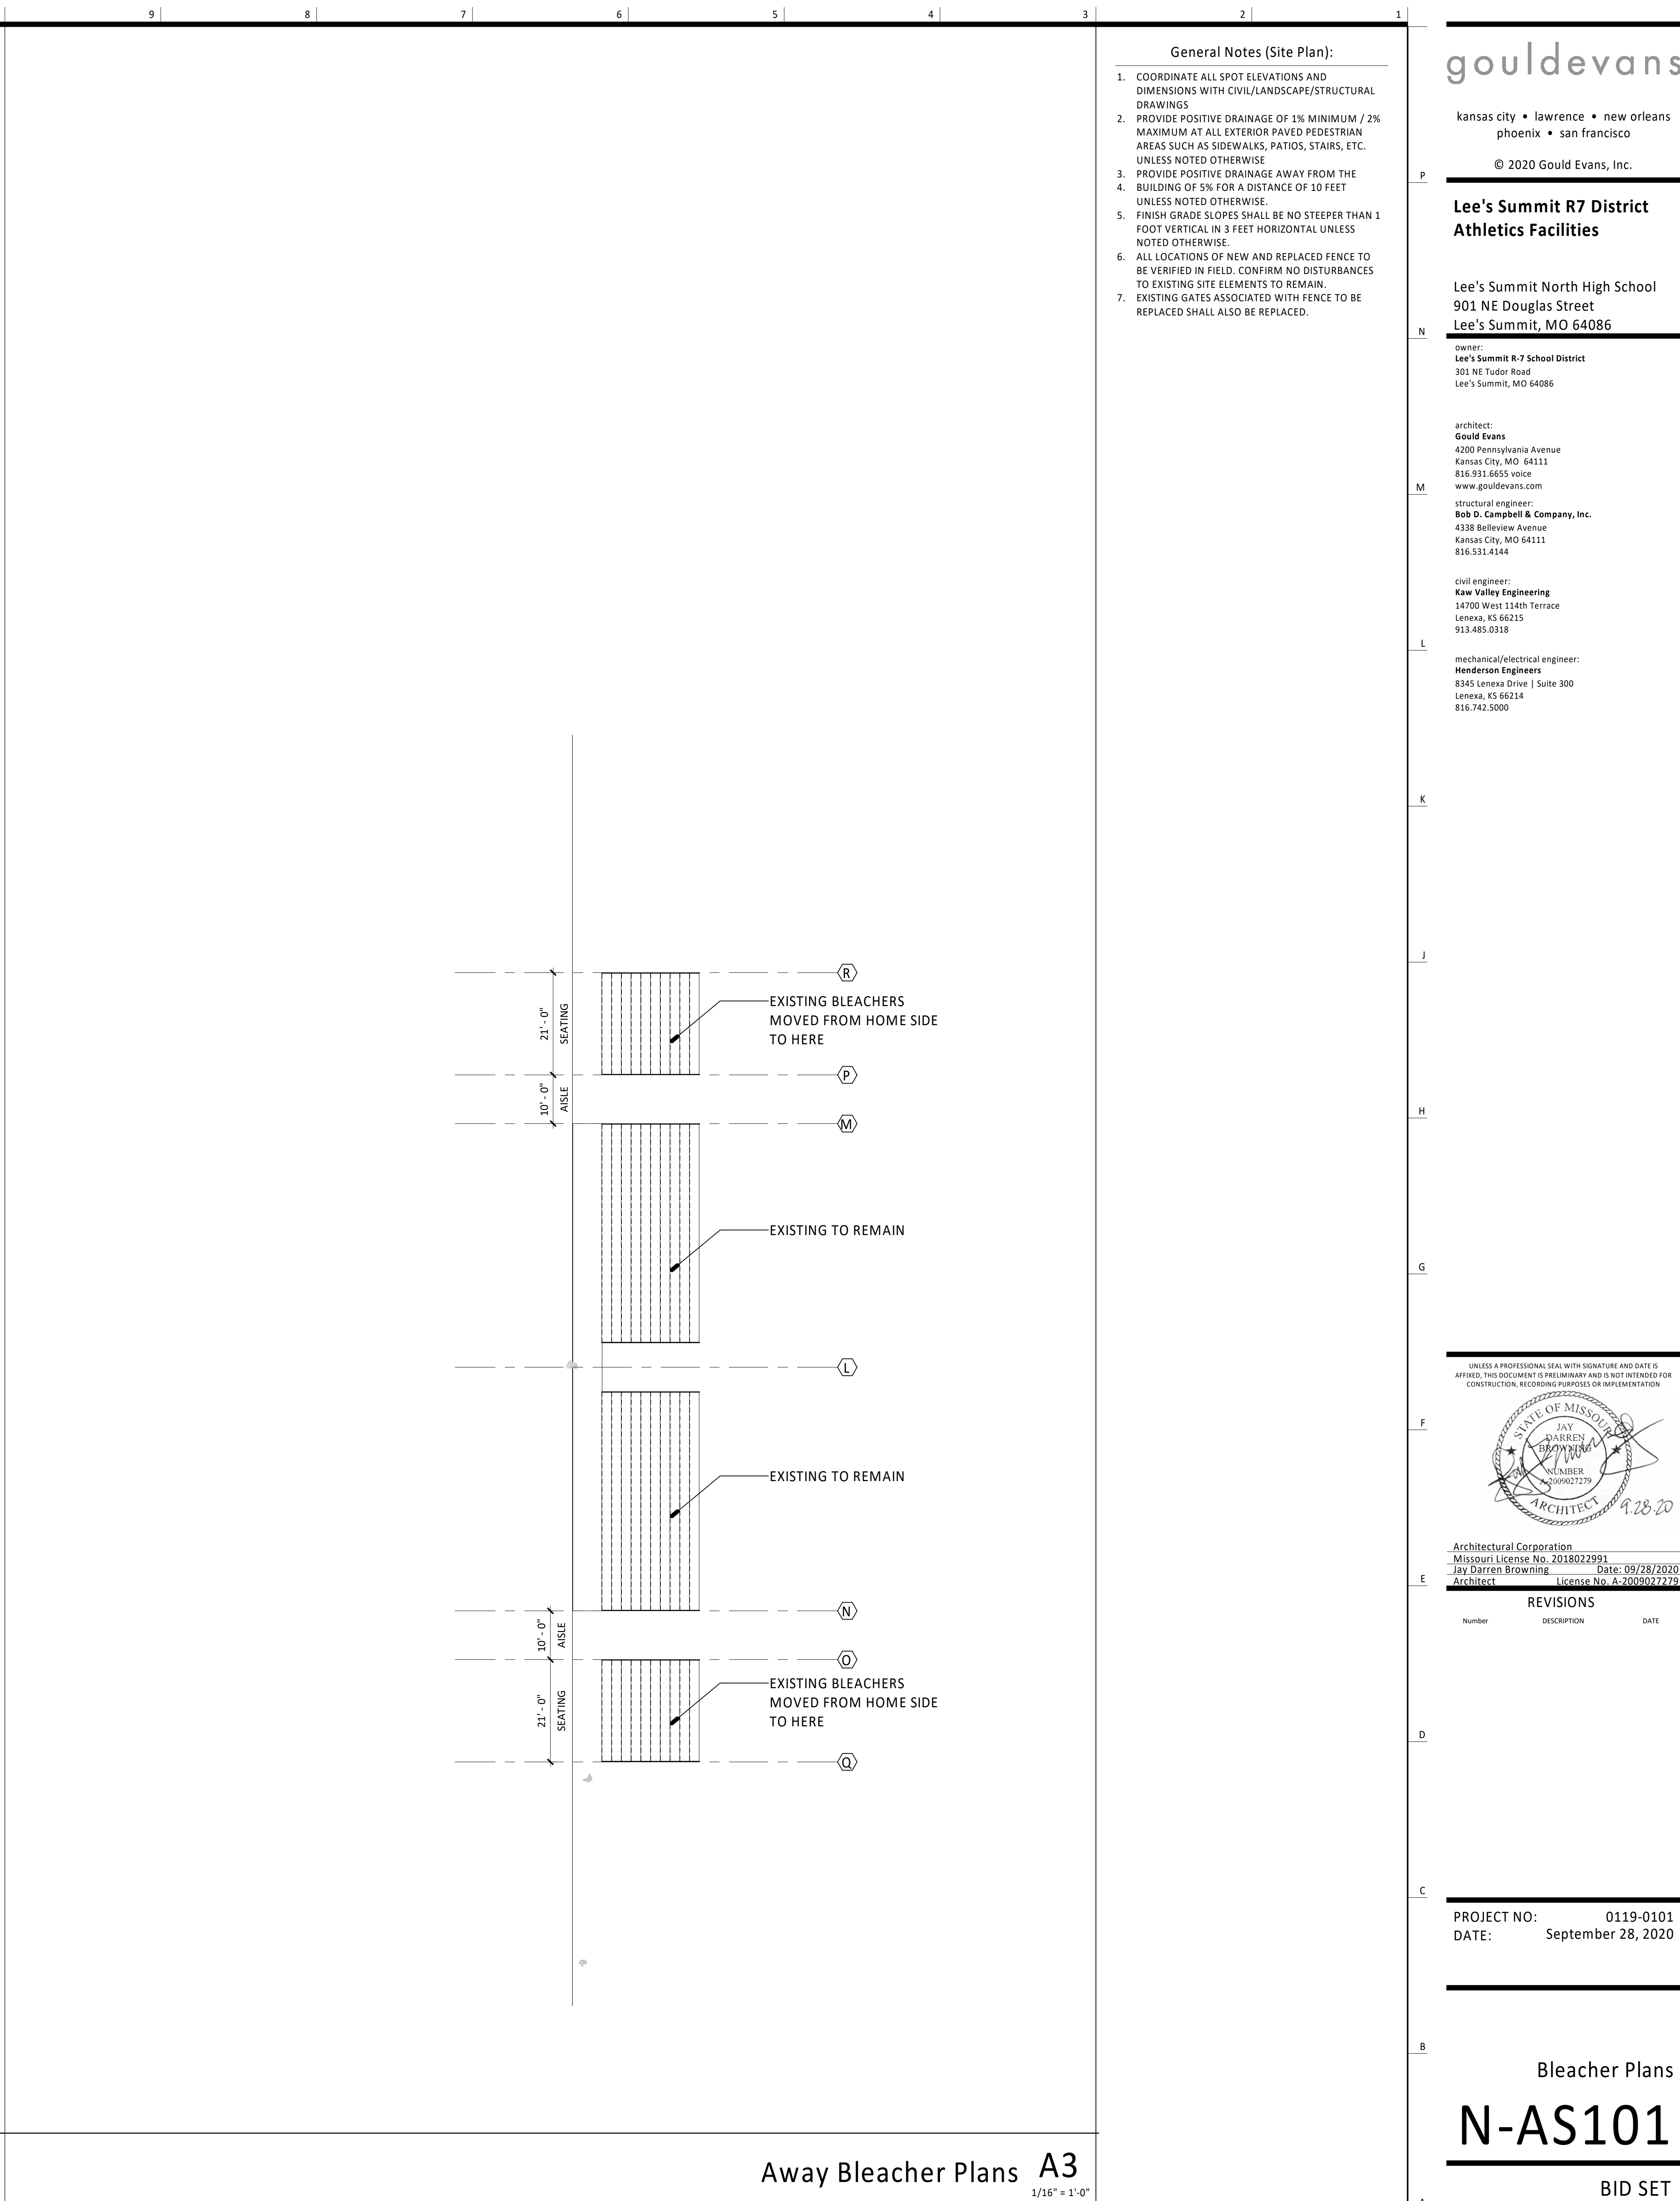 9 8 7 6 5 4 3 2 1
General Notes (Site Plan):
1. COORDINATE ALL SPOT ELEVATIONS AND
DIMENSIONS WITH CIVIL/LANDSCAPE/STRUCTURAL
DRAWINGS
2. PROVIDE POSITIVE DRAINAGE OF 1% MINIMUM / 2%
MAXIMUM AT ALL EXTERIOR PAVED PEDESTRIAN
AREAS SUCH AS SIDEWALKS, PATIOS, STAIRS, ETC.
UNLESS NOTED OTHERWISE
3. PROVIDE POSITIVE DRAINAGE AWAY FROM THE
4. BUILDING OF 5% FOR A DISTANCE OF 10 FEET
UNLESS NOTED OTHERWISE.
5. FINISH GRADE SLOPES SHALL BE NO STEEPER THAN 1
FOOT VERTICAL IN 3 FEET HORIZONTAL UNLESS
NOTED OTHERWISE.
6. ALL LOCATIONS OF NEW AND REPLACED FENCE TO
BE VERIFIED IN FIELD. CONFIRM NO DISTURBANCES
TO EXISTING SITE ELEMENTS TO REMAIN.
7. EXISTING GATES ASSOCIATED WITH FENCE TO BE
REPLACED SHALL ALSO BE REPLACED.
R
21' - 0"
SEATING
EXISTING BLEACHERS
MOVED FROM HOME SIDE
TO HERE
P
10' - 0"
AISLE
M
EXISTING TO REMAIN
L
EXISTING TO REMAIN
N
10' - 0"
AISLE
O
21' - 0"
SEATING
EXISTING BLEACHERS
MOVED FROM HOME SIDE
TO HERE
Q
Away Bleacher Plans A3
1/16" = 1'-0"
P
N
M
L
K
J
H
G
F
E
D
C
B
gouldevans
kansas city • lawrence • new orleans
phoenix • san francisco
© 2020 Gould Evans, Inc.
Lee's Summit R7 District
Athletics Facilities
Lee's Summit North High School
901 NE Douglas Street
Lee's Summit, MO 64086
owner:
Lee's Summit R-7 School District
301 NE Tudor Road
Lee's Summit, MO 64086
architect:
Gould Evans
4200 Pennsylvania Avenue
Kansas City, MO 64111
816.931.6655 voice
www.gouldevans.com
structural engineer:
Bob D. Campbell & Company, Inc.
4338 Belleview Avenue
Kansas City, MO 64111
816.531.4144
civil engineer:
Kaw Valley Engineering
14700 West 114th Terrace
Lenexa, KS 66215
913.485.0318
mechanical/electrical engineer:
Henderson Engineers
8345 Lenexa Drive | Suite 300
Lenexa, KS 66214
816.742.5000
UNLESS A PROFESSIONAL SEAL WITH SIGNATURE AND DATE IS
AFFIXED, THIS DOCUMENT IS PRELIMINARY AND IS NOT INTENDED FOR
CONSTRUCTION, RECORDING PURPOSES OR IMPLEMENTATION
STATE OF MISSOURI
JAY
DARREN
BROWNING
NUMBER
A-2009027279
ARCHITECT
9.28.20
Architectural Corporation
Missouri License No. 2018022991
Jay Darren Browning Date: 09/28/2020
Architect License No. A-2009027279
REVISIONS
Number DESCRIPTION DATE
PROJECT NO: 0119-0101
DATE: September 28, 2020
Bleacher Plans
N-AS101
BID SET